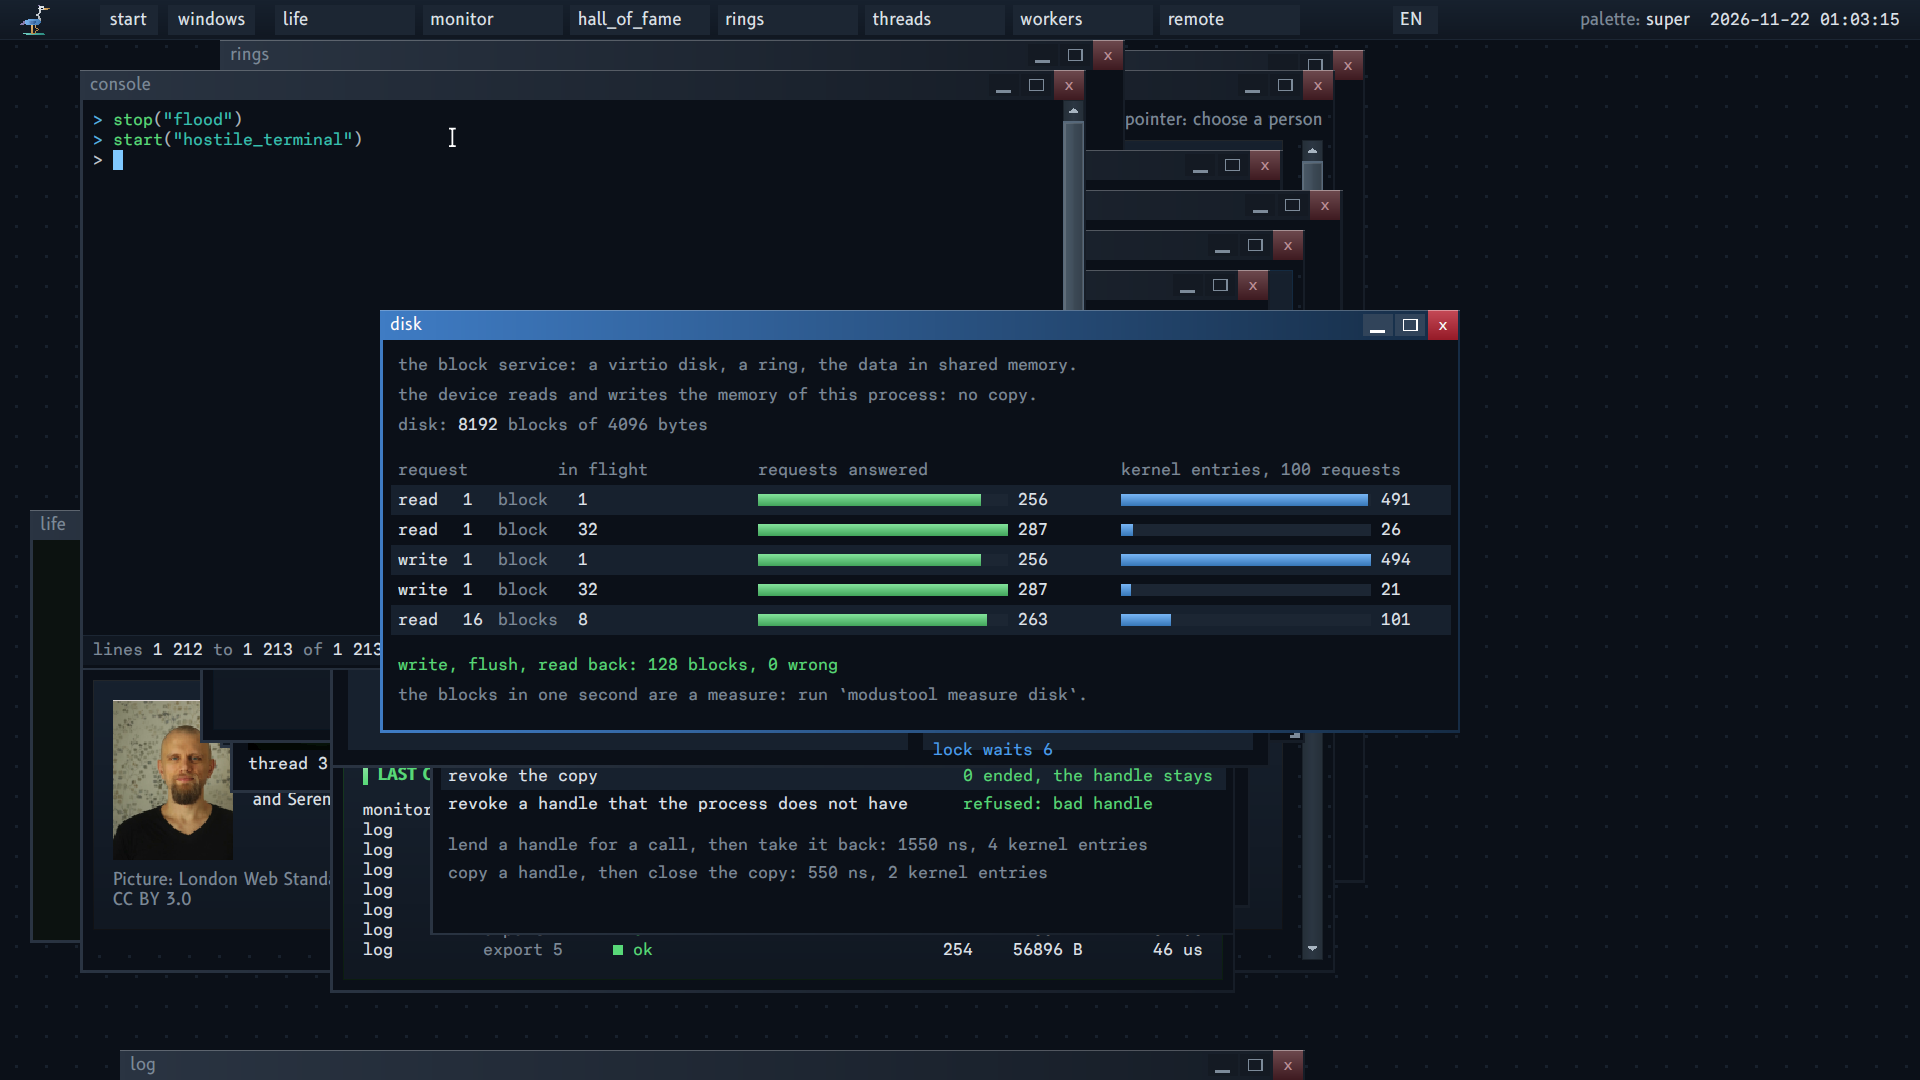 start windows life monitor hall_of_fame rings threads workers remote EN palette: super 2026-11-22 01:03:15
rings
console
> stop("flood")
> start("hostile_terminal")
>
pointer: choose a person
disk
the block service: a virtio disk, a ring, the data in shared memory.
the device reads and writes the memory of this process: no copy.
disk: 8192 blocks of 4096 bytes
request in flight requests answered kernel entries, 100 requests
read 1 block 1 256 491
read 1 block 32 287 26
write 1 block 1 256 494
write 1 block 32 287 21
read 16 blocks 8 263 101
write, flush, read back: 128 blocks, 0 wrong
the blocks in one second are a measure: run `modustool measure disk`.
life
lines 1 212 to 1 213 of 1 213
lock waits 6
thread 3
and Seren
Picture: London Web Standa
CC BY 3.0
LAST C
monitor
log
log
log
log
log
log
log export 5 ok 254 56896 B 46 us
revoke the copy 0 ended, the handle stays
revoke a handle that the process does not have refused: bad handle
lend a handle for a call, then take it back: 1550 ns, 4 kernel entries
copy a handle, then close the copy: 550 ns, 2 kernel entries
log